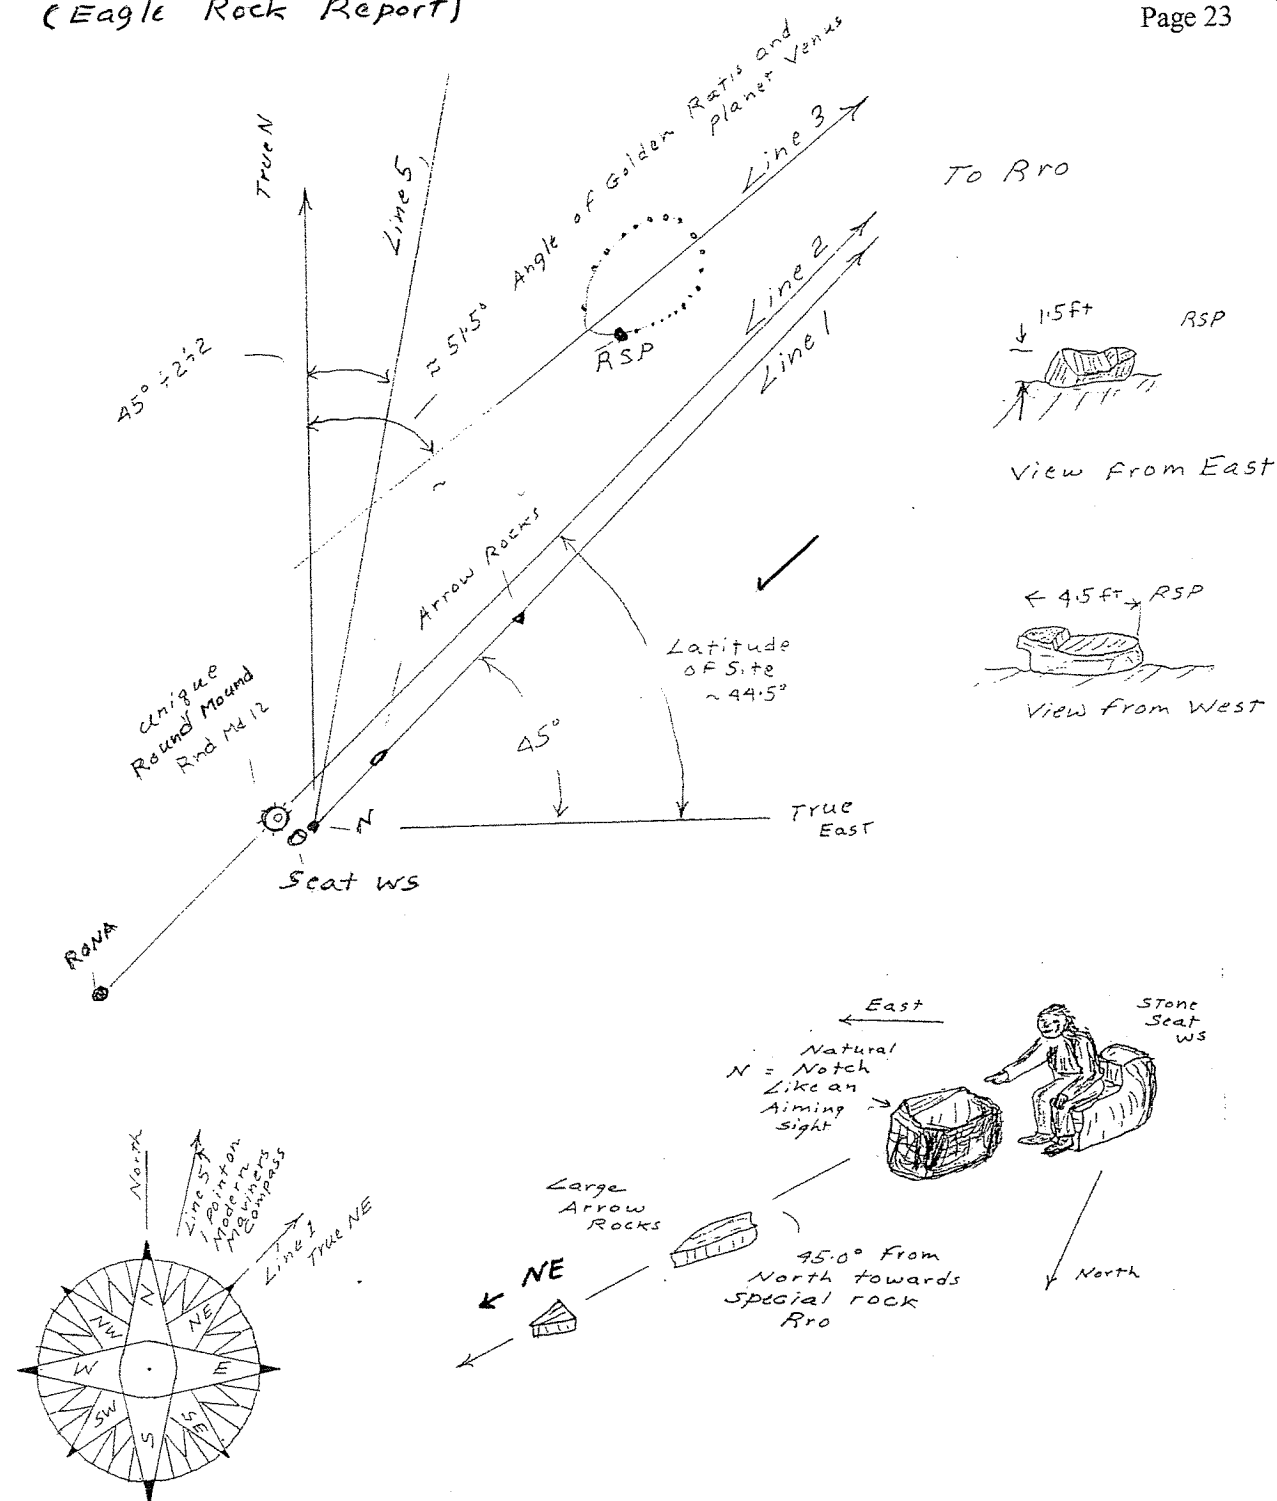 (Eagle Rock Report)
Page 23
True N
Line 5
≈ 51.5° Angle of Golden Ratio and
planet Venus
Line 3
To Rro
45° ÷2÷2
RSP
Line 2
Line 1
1.5 ft
RSP
View from East
Arrow Rocks
← 4.5 ft → RSP
View from West
Latitude
of Site
~ 44.5°
45°
unique
Round Mound
Rnd Md 12
N
True
East
Seat WS
RONA
East
Stone
Seat
WS
Natural
N = Notch
Like an
Aiming
sight
Large
Arrow
Rocks
45.0° From
North towards
special rock
Rro
North
NE
North
Line 5
1 Point on
Modern
Mariners
Compass
Line 1
True NE
N
NE
E
SE
S
SW
W
NW